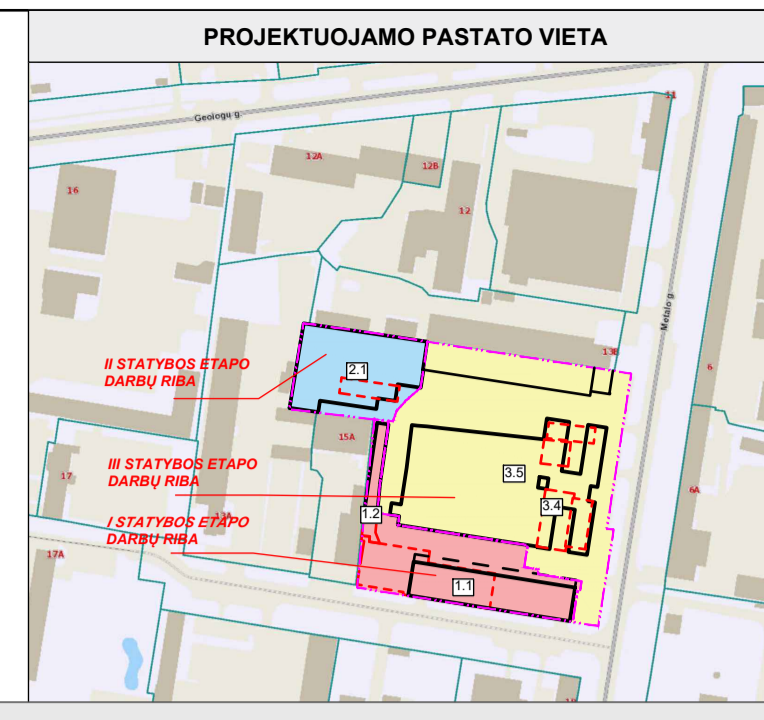 PROJEKTUOJAMO PASTATO VIETA
11
Geologų g.
12A
12B
16
12
Metalo g.
13B
II STATYBOS ETAPO
DARBŲ RIBA
2.1
6
15A
III STATYBOS ETAPO
DARBŲ RIBA
17
3.5
6A
3.4
1.2
13A
I STATYBOS ETAPO
DARBŲ RIBA
17A
1.1